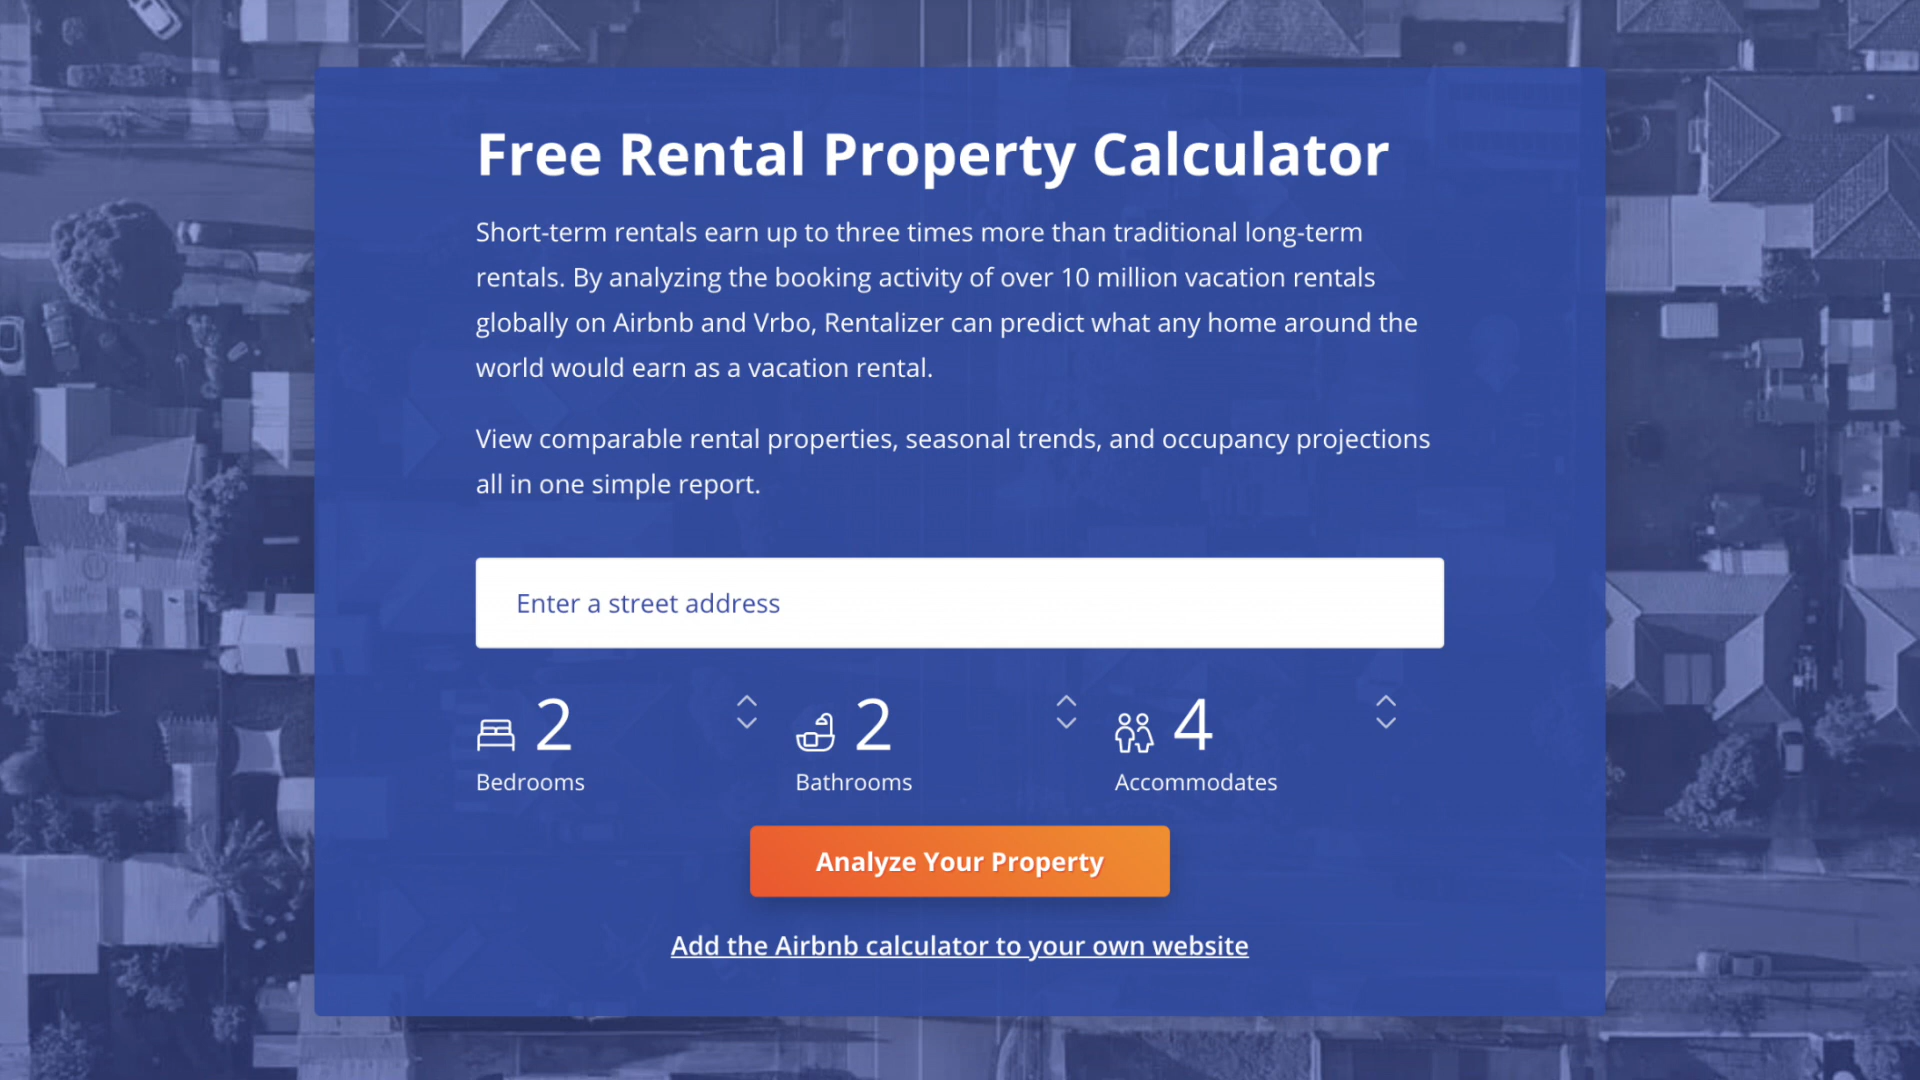 Free Rental Property Calculator
Short-term rentals earn up to three times more than traditional long-term
rentals. By analyzing the booking activity of over 10 million vacation rentals
globally on Airbnb and Vrbo, Rentalizer can predict what any home around the
world would earn as a vacation rental.
View comparable rental properties, seasonal trends, and occupancy projections
all in one simple report.
Enter a street address
2
Bedrooms
2
Bathrooms
4
Accommodates
Analyze Your Property
Add the Airbnb calculator to your own website